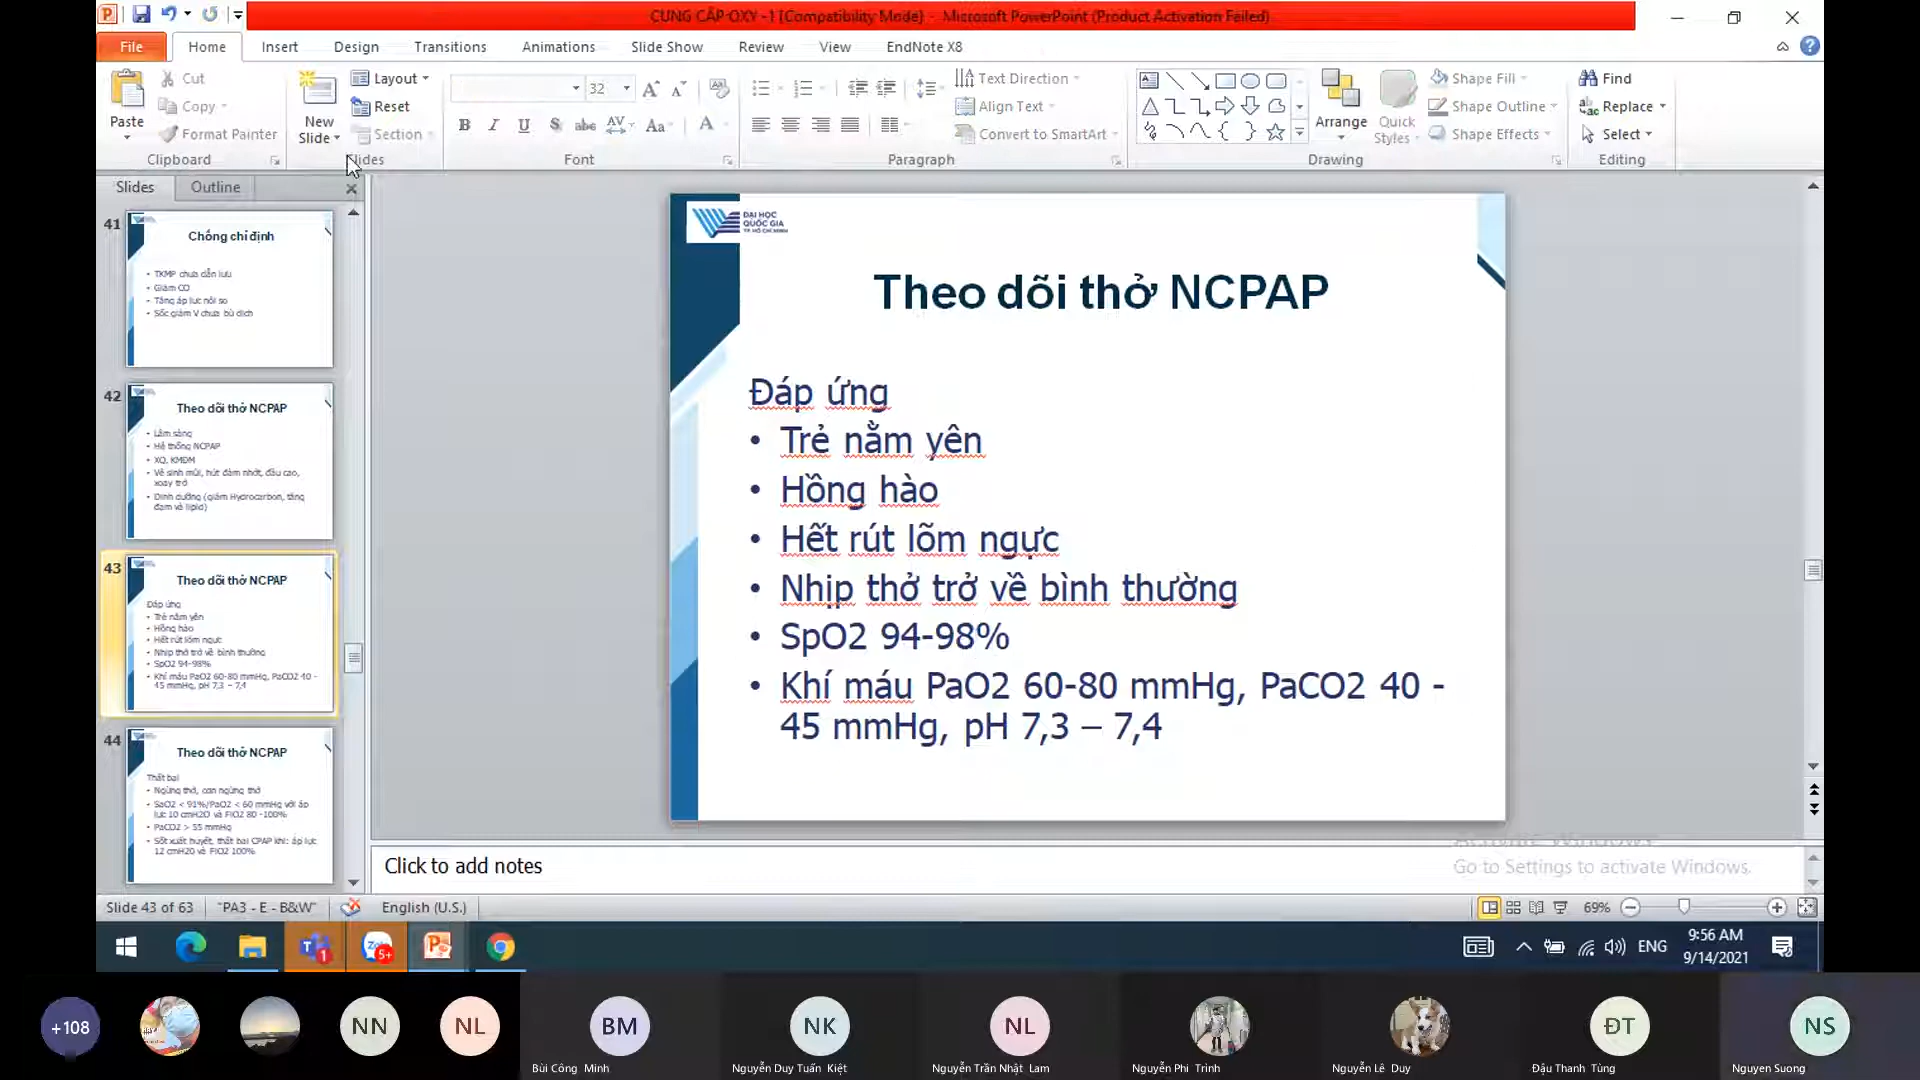 CUNG CẤP OXY -1 [Compatibility Mode] - Microsoft PowerPoint (Product Activation Failed)
File Home Insert Design Transitions Animations Slide Show Review View EndNote X8
Paste Cut Copy Format Painter Clipboard
New Slide Layout Reset Section Slides
32 Font
Text Direction Align Text Convert to SmartArt Paragraph
Arrange Quick Styles Shape Fill Shape Outline Shape Effects Drawing
Find Replace Select Editing
Slides Outline
41
Chống chỉ định
• TKMP chưa dẫn lưu
• Giảm CO
• Tăng áp lực nội sọ
• Sốc giảm V chưa bù dịch
42
Theo dõi thở NCPAP
• Lâm sàng
• Hệ thống NCPAP
• XQ, KMĐM
• Vệ sinh mũi, hút đàm nhớt, đầu cao,
xoay trở
• Dinh dưỡng (giảm Hydrocarbon, tăng
đạm và lipid)
43
Theo dõi thở NCPAP
Đáp ứng
• Trẻ nằm yên
• Hồng hào
• Hết rút lõm ngực
• Nhịp thở trở về bình thường
• SpO2 94-98%
• Khí máu PaO2 60-80 mmHg, PaCO2 40 -
45 mmHg, pH 7,3 – 7,4
44
Theo dõi thở NCPAP
Thất bại
• Ngừng thở, cơn ngừng thở
• SaO2 < 91%/PaO2 < 60 mmHg với áp
lực 10 cmH2O và FiO2 80 -100%
• PaCO2 > 55 mmHg
• Sốt xuất huyết, thất bại CPAP khi: áp lực
12 cmH20 và FiO2 100%
ĐẠI HỌC
QUỐC GIA
TP. HỒ CHÍ MINH
Theo dõi thở NCPAP
Đáp ứng
• Trẻ nằm yên
• Hồng hào
• Hết rút lõm ngực
• Nhịp thở trở về bình thường
• SpO2 94-98%
• Khí máu PaO2 60-80 mmHg, PaCO2 40 -
45 mmHg, pH 7,3 – 7,4
Click to add notes
Activate Windows
Go to Settings to activate Windows.
Slide 43 of 63 "PA3 - E - B&W" English (U.S.) 69%
ENG
9:56 AM
9/14/2021
+108 NN NL BM NK NL ĐT NS
Bùi Công Minh
Nguyễn Duy Tuấn Kiệt
Nguyễn Trần Nhật Lam
Nguyễn Phi Trinh
Nguyễn Lê Duy
Đậu Thanh Tùng
Nguyen Suong